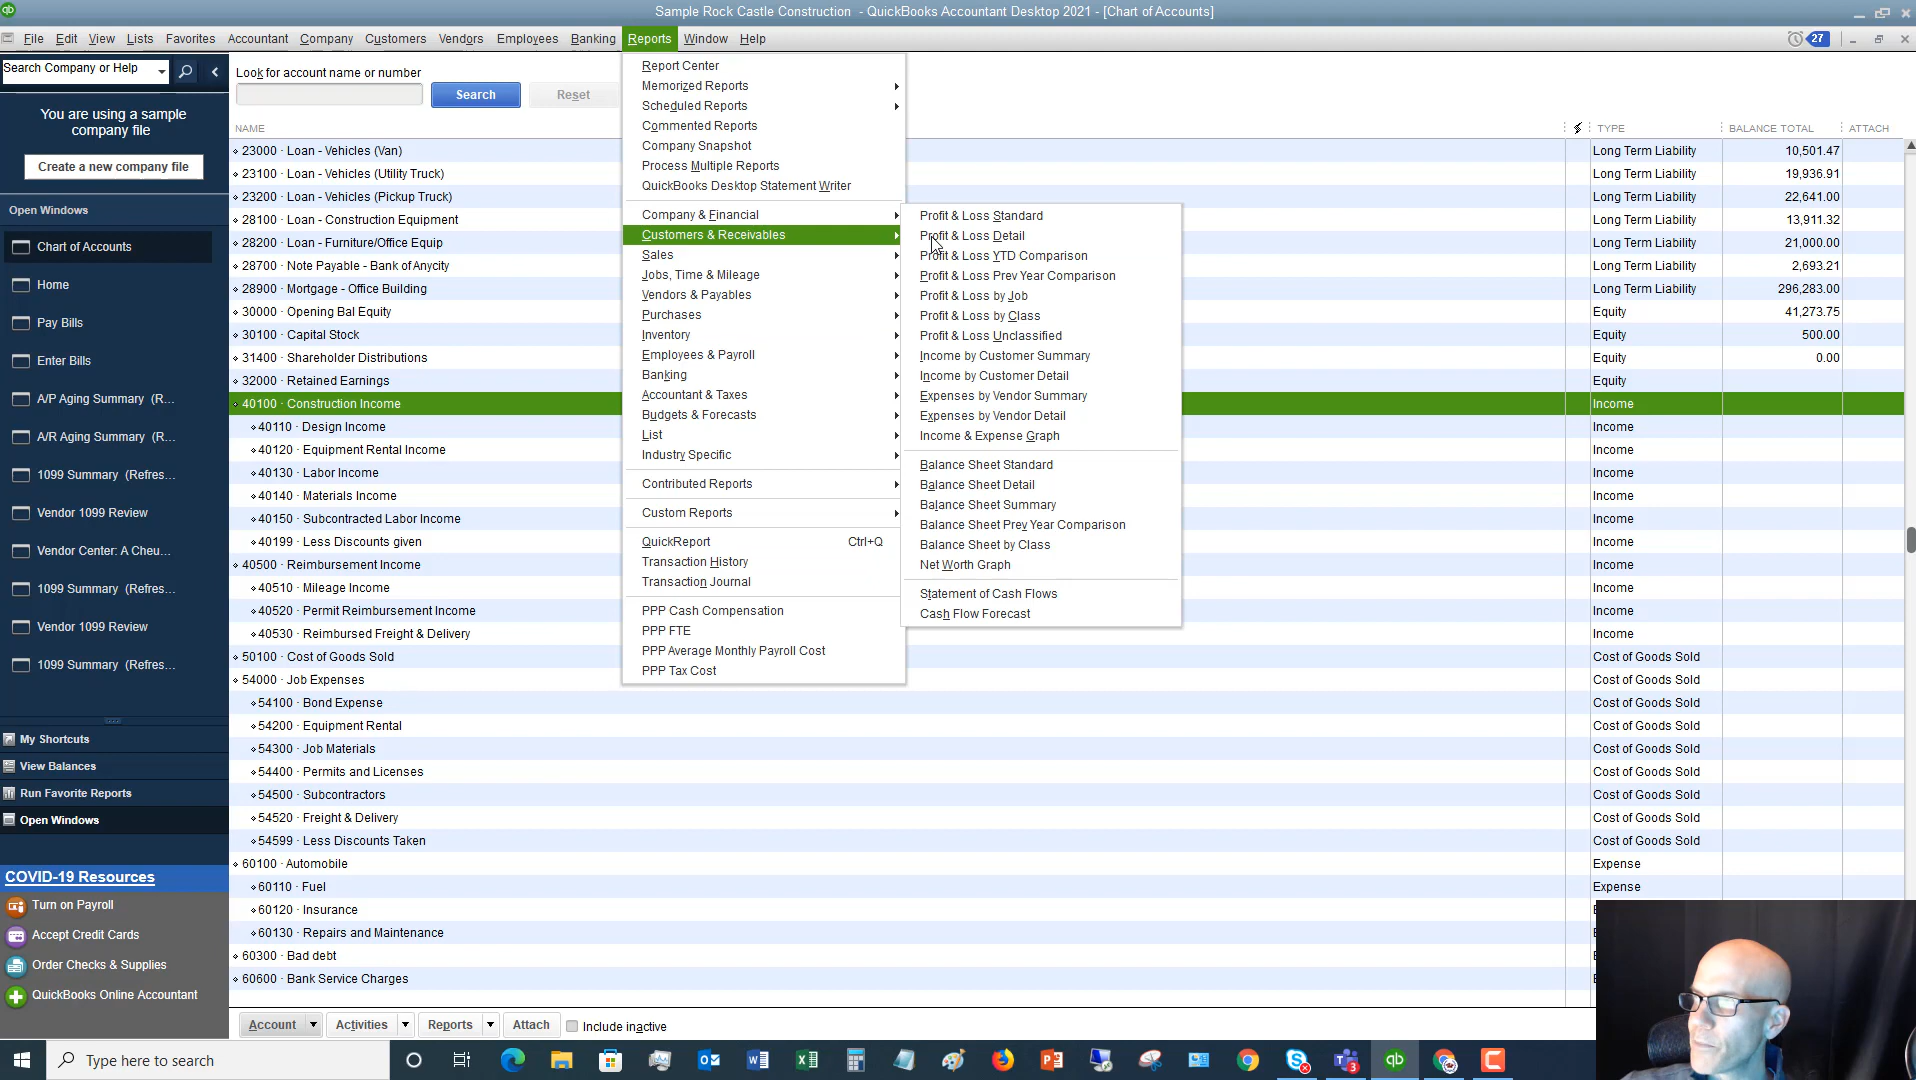 Sample Rock Castle Construction - QuickBooks Accountant Desktop 2021 - [Chart of Accounts]
File Edit View Lists Favorites Accountant Company Customers Vendors Employees Banking Reports Window Help
27
Search Company or Help
You are using a sample
company file
Create a new company file
Open Windows
Chart of Accounts
Home
Pay Bills
Enter Bills
A/P Aging Summary (R...
A/R Aging Summary (R...
1099 Summary (Refres...
Vendor 1099 Review
Vendor Center: A Cheu...
1099 Summary (Refres...
Vendor 1099 Review
1099 Summary (Refres...
My Shortcuts
View Balances
Run Favorite Reports
Open Windows
COVID-19 Resources
Turn on Payroll
Accept Credit Cards
Order Checks & Supplies
QuickBooks Online Accountant
Look for account name or number
Search
Reset
NAME TYPE BALANCE TOTAL ATTACH
23000 · Loan - Vehicles (Van) Long Term Liability 10,501.47
23100 · Loan - Vehicles (Utility Truck) Long Term Liability 19,936.91
23200 · Loan - Vehicles (Pickup Truck) Long Term Liability 22,641.00
28100 · Loan - Construction Equipment Long Term Liability 13,911.32
28200 · Loan - Furniture/Office Equip Long Term Liability 21,000.00
28700 · Note Payable - Bank of Anycity Long Term Liability 2,693.21
28900 · Mortgage - Office Building Long Term Liability 296,283.00
30000 · Opening Bal Equity Equity 41,273.75
30100 · Capital Stock Equity 500.00
31400 · Shareholder Distributions Equity 0.00
32000 · Retained Earnings Equity
40100 · Construction Income Income
40110 · Design Income Income
40120 · Equipment Rental Income Income
40130 · Labor Income Income
40140 · Materials Income Income
40150 · Subcontracted Labor Income Income
40199 · Less Discounts given Income
40500 · Reimbursement Income Income
40510 · Mileage Income Income
40520 · Permit Reimbursement Income Income
40530 · Reimbursed Freight & Delivery Income
50100 · Cost of Goods Sold Cost of Goods Sold
54000 · Job Expenses Cost of Goods Sold
54100 · Bond Expense Cost of Goods Sold
54200 · Equipment Rental Cost of Goods Sold
54300 · Job Materials Cost of Goods Sold
54400 · Permits and Licenses Cost of Goods Sold
54500 · Subcontractors Cost of Goods Sold
54520 · Freight & Delivery Cost of Goods Sold
54599 · Less Discounts Taken Cost of Goods Sold
60100 · Automobile Expense
60110 · Fuel Expense
60120 · Insurance
60130 · Repairs and Maintenance
60300 · Bad debt
60600 · Bank Service Charges
Report Center
Memorized Reports
Scheduled Reports
Commented Reports
Company Snapshot
Process Multiple Reports
QuickBooks Desktop Statement Writer
Company & Financial
Customers & Receivables
Sales
Jobs, Time & Mileage
Vendors & Payables
Purchases
Inventory
Employees & Payroll
Banking
Accountant & Taxes
Budgets & Forecasts
List
Industry Specific
Contributed Reports
Custom Reports
QuickReport Ctrl+Q
Transaction History
Transaction Journal
PPP Cash Compensation
PPP FTE
PPP Average Monthly Payroll Cost
PPP Tax Cost
Profit & Loss Standard
Profit & Loss Detail
Profit & Loss YTD Comparison
Profit & Loss Prev Year Comparison
Profit & Loss by Job
Profit & Loss by Class
Profit & Loss Unclassified
Income by Customer Summary
Income by Customer Detail
Expenses by Vendor Summary
Expenses by Vendor Detail
Income & Expense Graph
Balance Sheet Standard
Balance Sheet Detail
Balance Sheet Summary
Balance Sheet Prev Year Comparison
Balance Sheet by Class
Net Worth Graph
Statement of Cash Flows
Cash Flow Forecast
Account Activities Reports Attach Include inactive
Type here to search